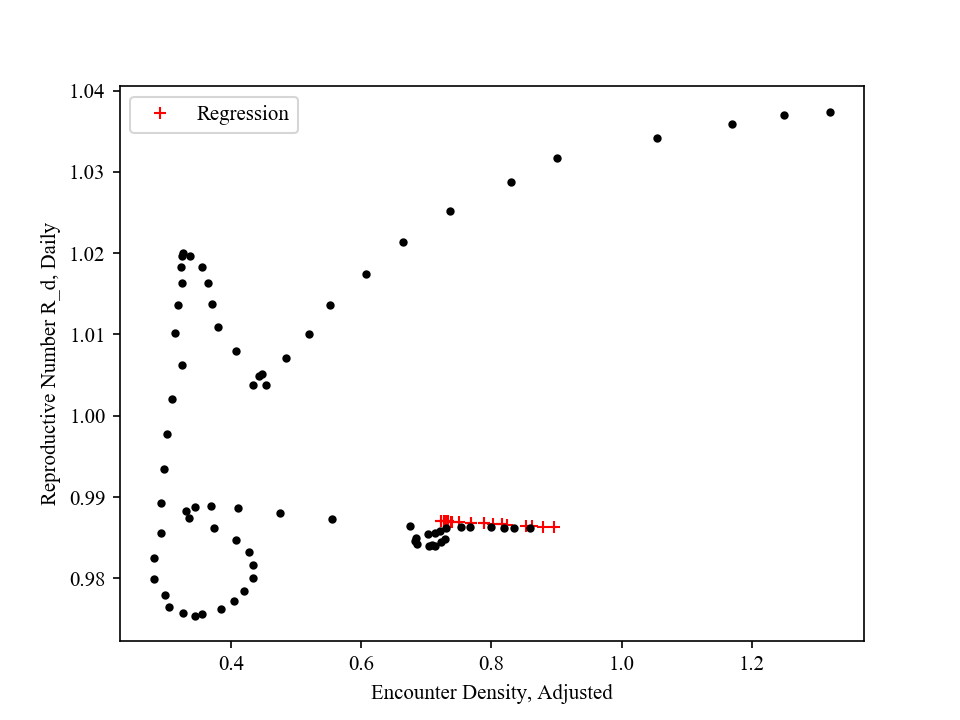 1.04
Regression
1.03
1.02
1.01
1.00
0.99
0.98
Reproductive Number R_d, Daily
0.4 0.6 0.8 1.0 1.2
Encounter Density, Adjusted